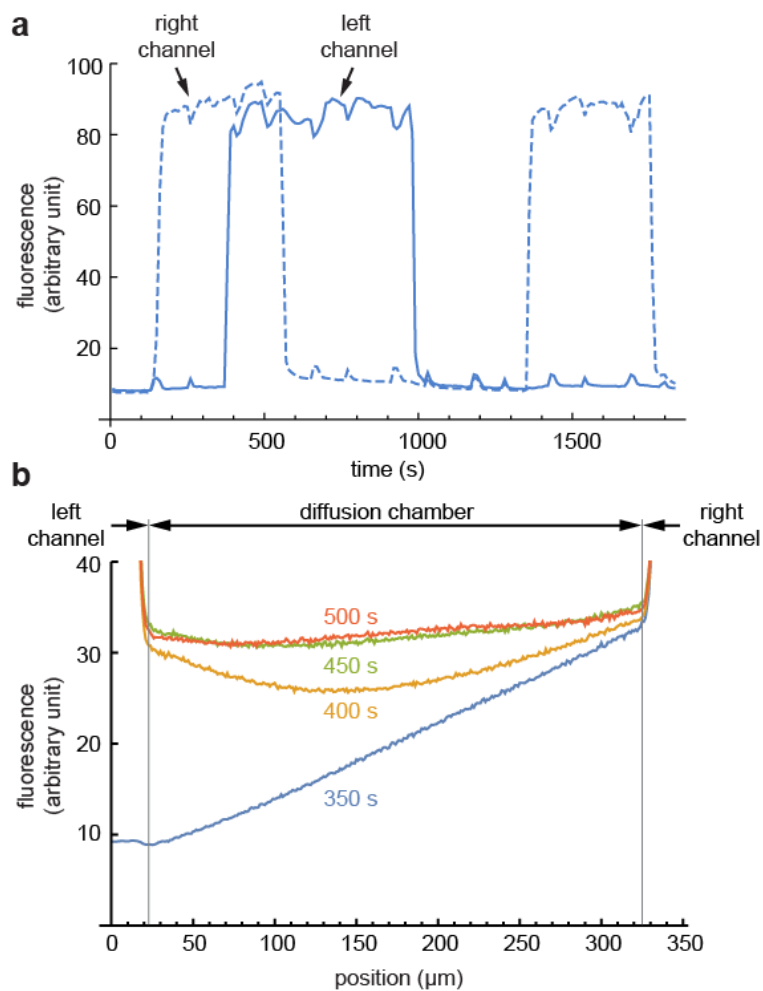 a
right
channel
left
channel
100
80
60
40
20
fluorescence
(arbitrary unit)
0
500
1000
1500
time (s)
b
left
channel
diffusion chamber
right
channel
40
30
20
10
fluorescence
(arbitrary unit)
500 s
450 s
400 s
350 s
0
50
100
150
200
250
300
350
position (µm)